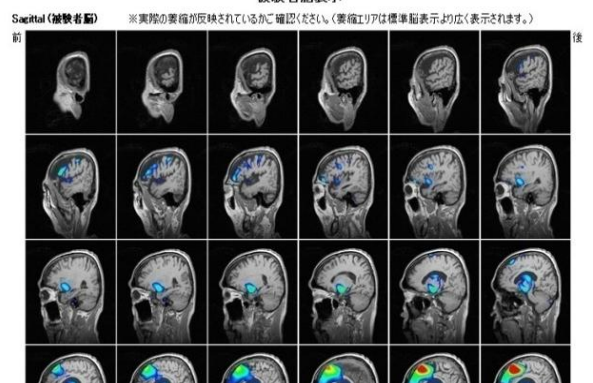 Sagittal (被験者脳) ※実際の萎縮が反映されているかご確認ください。(萎縮エリアは標準脳表示より広く表示されます。)
前 後